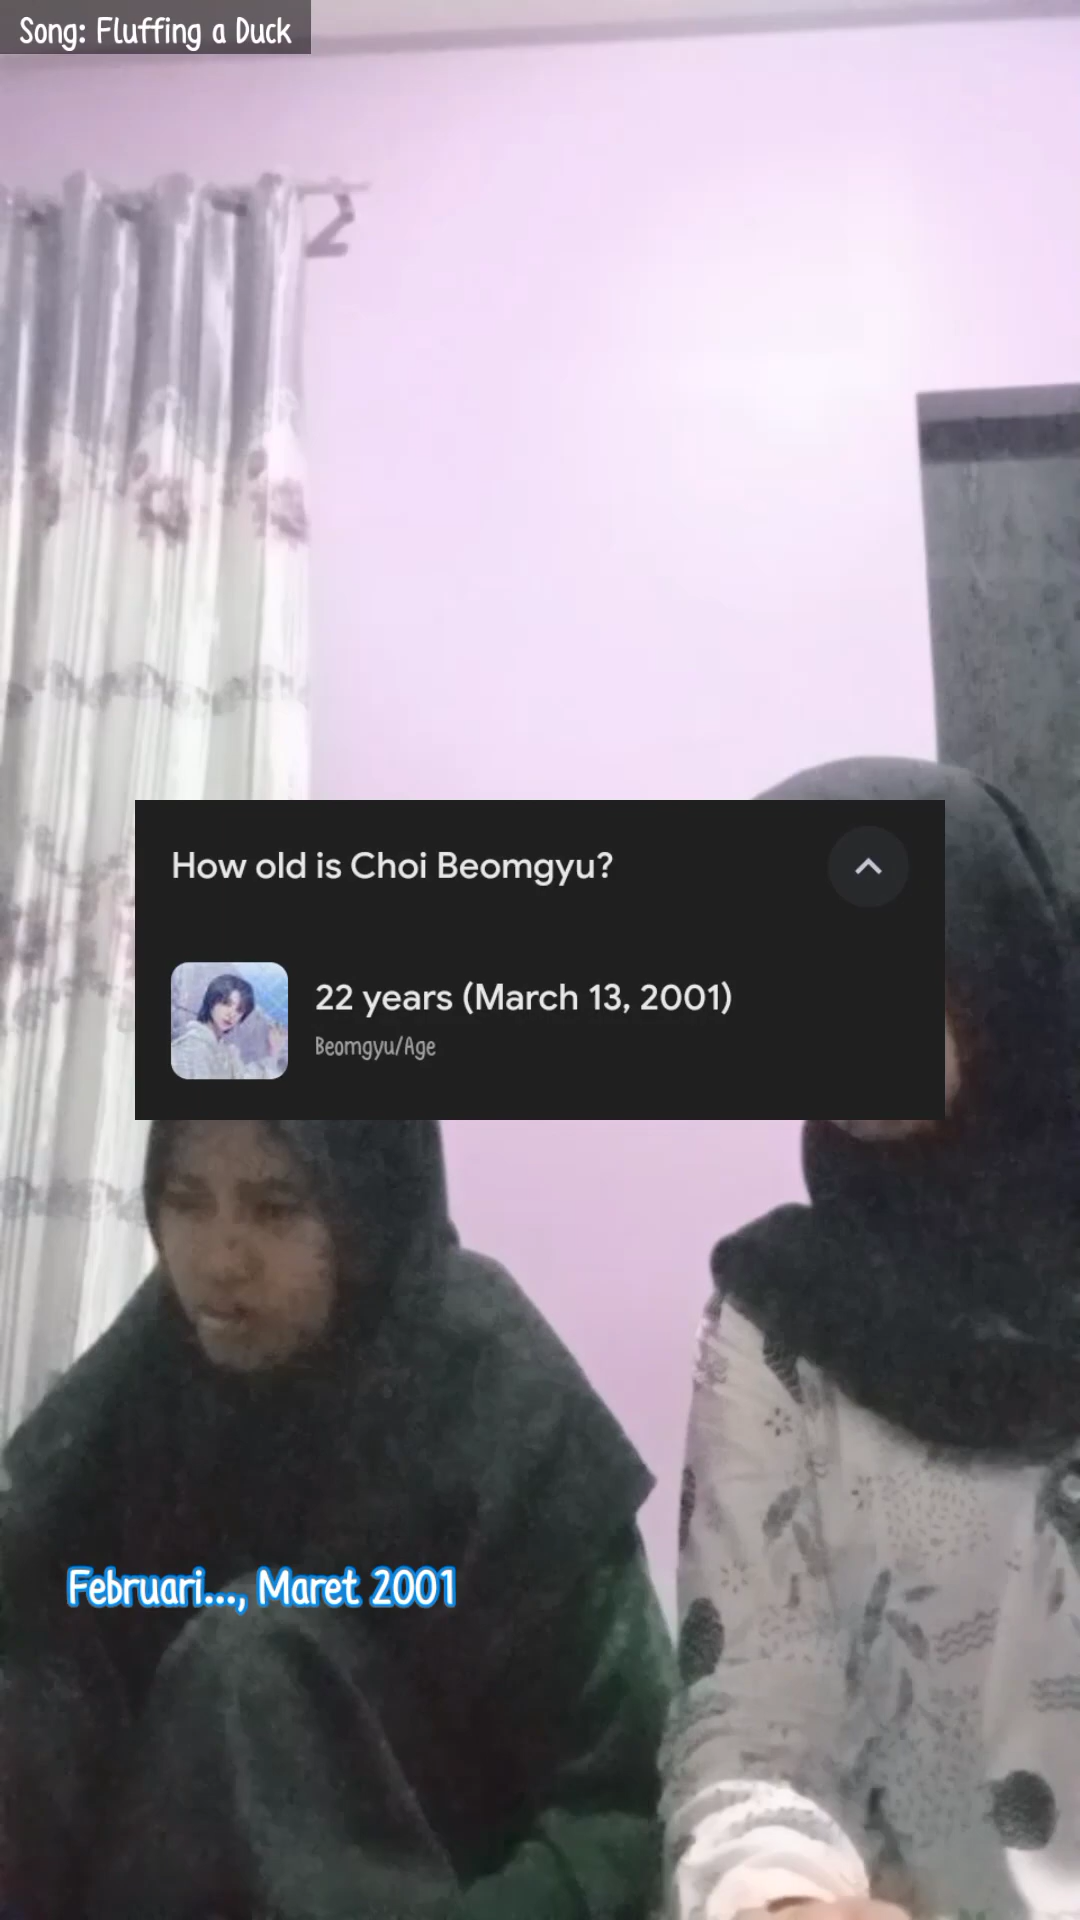 Song: Fluffing a Duck
How old is Choi Beomgyu?
22 years (March 13, 2001)
Beomgyu/Age
Februari..., Maret 2001